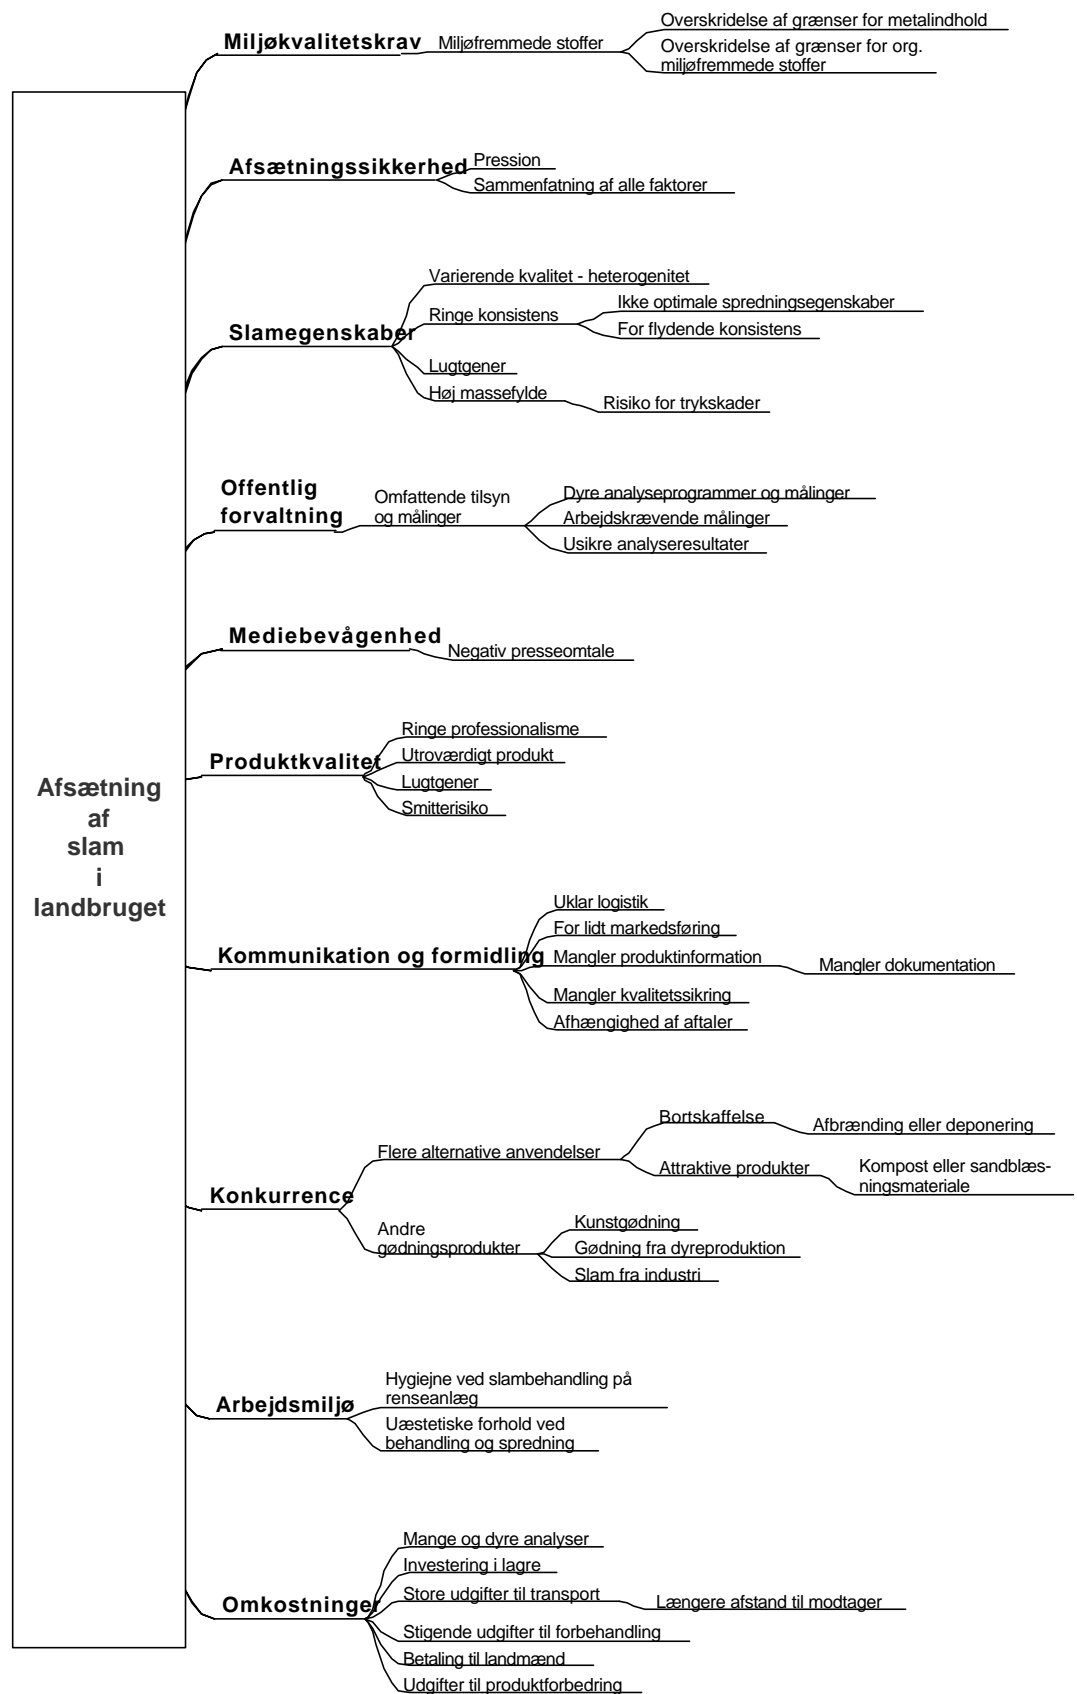 Afsætning
af
slam
i
landbruget
Miljøkvalitetskrav
Miljøfremmede stoffer
Overskridelse af grænser for metalindhold
Overskridelse af grænser for org.
miljøfremmede stoffer
Afsætningssikkerhed
Pression
Sammenfatning af alle faktorer
Slamegenskaber
Varierende kvalitet - heterogenitet
Ringe konsistens
Ikke optimale spredningsegenskaber
For flydende konsistens
Lugtgener
Høj massefylde
Risiko for trykskader
Offentlig
forvaltning
Omfattende tilsyn
og målinger
Dyre analyseprogrammer og målinger
Arbejdskrævende målinger
Usikre analyseresultater
Mediebevågenhed
Negativ presseomtale
Produktkvalitet
Ringe professionalisme
Utroværdigt produkt
Lugtgener
Smitterisiko
Kommunikation og formidling
Uklar logistik
For lidt markedsføring
Mangler produktinformation
Mangler dokumentation
Mangler kvalitetssikring
Afhængighed af aftaler
Konkurrence
Flere alternative anvendelser
Bortskaffelse
Afbrænding eller deponering
Attraktive produkter
Kompost eller sandblæs-
ningsmateriale
Andre
gødningsprodukter
Kunstgødning
Gødning fra dyreproduktion
Slam fra industri
Arbejdsmiljø
Hygiejne ved slambehandling på
renseanlæg
Uæstetiske forhold ved
behandling og spredning
Omkostninger
Mange og dyre analyser
Investering i lagre
Store udgifter til transport
Længere afstand til modtager
Stigende udgifter til forbehandling
Betaling til landmænd
Udgifter til produktforbedring